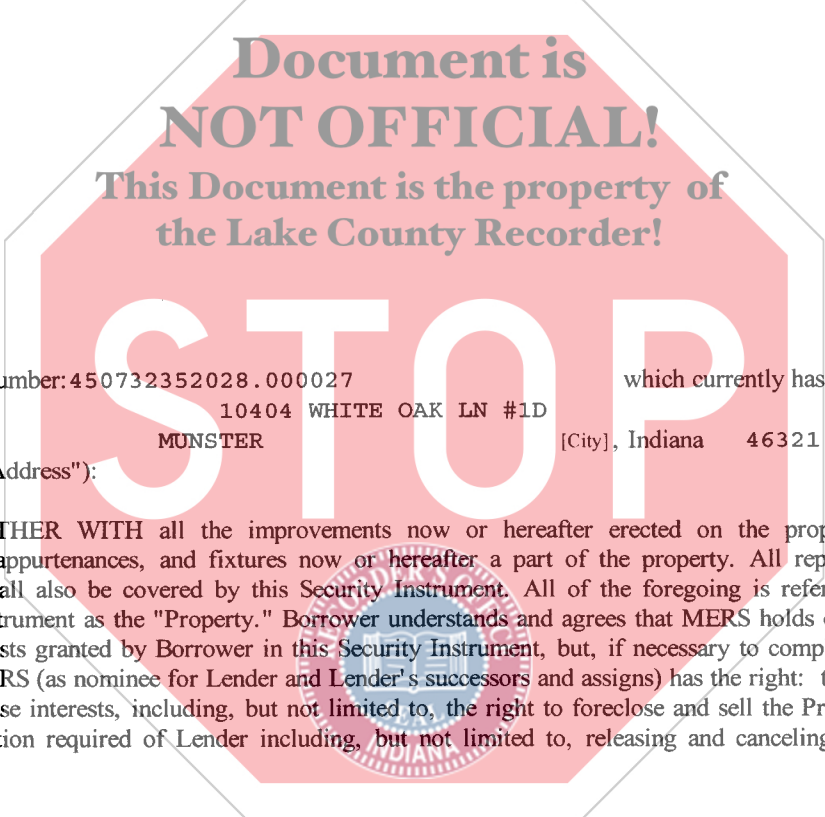 Document is
NOT OFFICIAL!
This Document is the property of
the Lake County Recorder!
STOP
umber:450732352028.000027 which currently has
10404 WHITE OAK LN #1D
MUNSTER [City], Indiana 46321
Address"):
THER WITH all the improvements now or hereafter erected on the prop
appurtenances, and fixtures now or hereafter a part of the property. All rep
all also be covered by this Security Instrument. All of the foregoing is refer
trument as the "Property." Borrower understands and agrees that MERS holds
sts granted by Borrower in this Security Instrument, but, if necessary to comp
RS (as nominee for Lender and Lender's successors and assigns) has the right: t
se interests, including, but not limited to, the right to foreclose and sell the Pr
tion required of Lender including, but not limited to, releasing and canceling
RECORDER'S OFFICE
SEAL
INDIANA